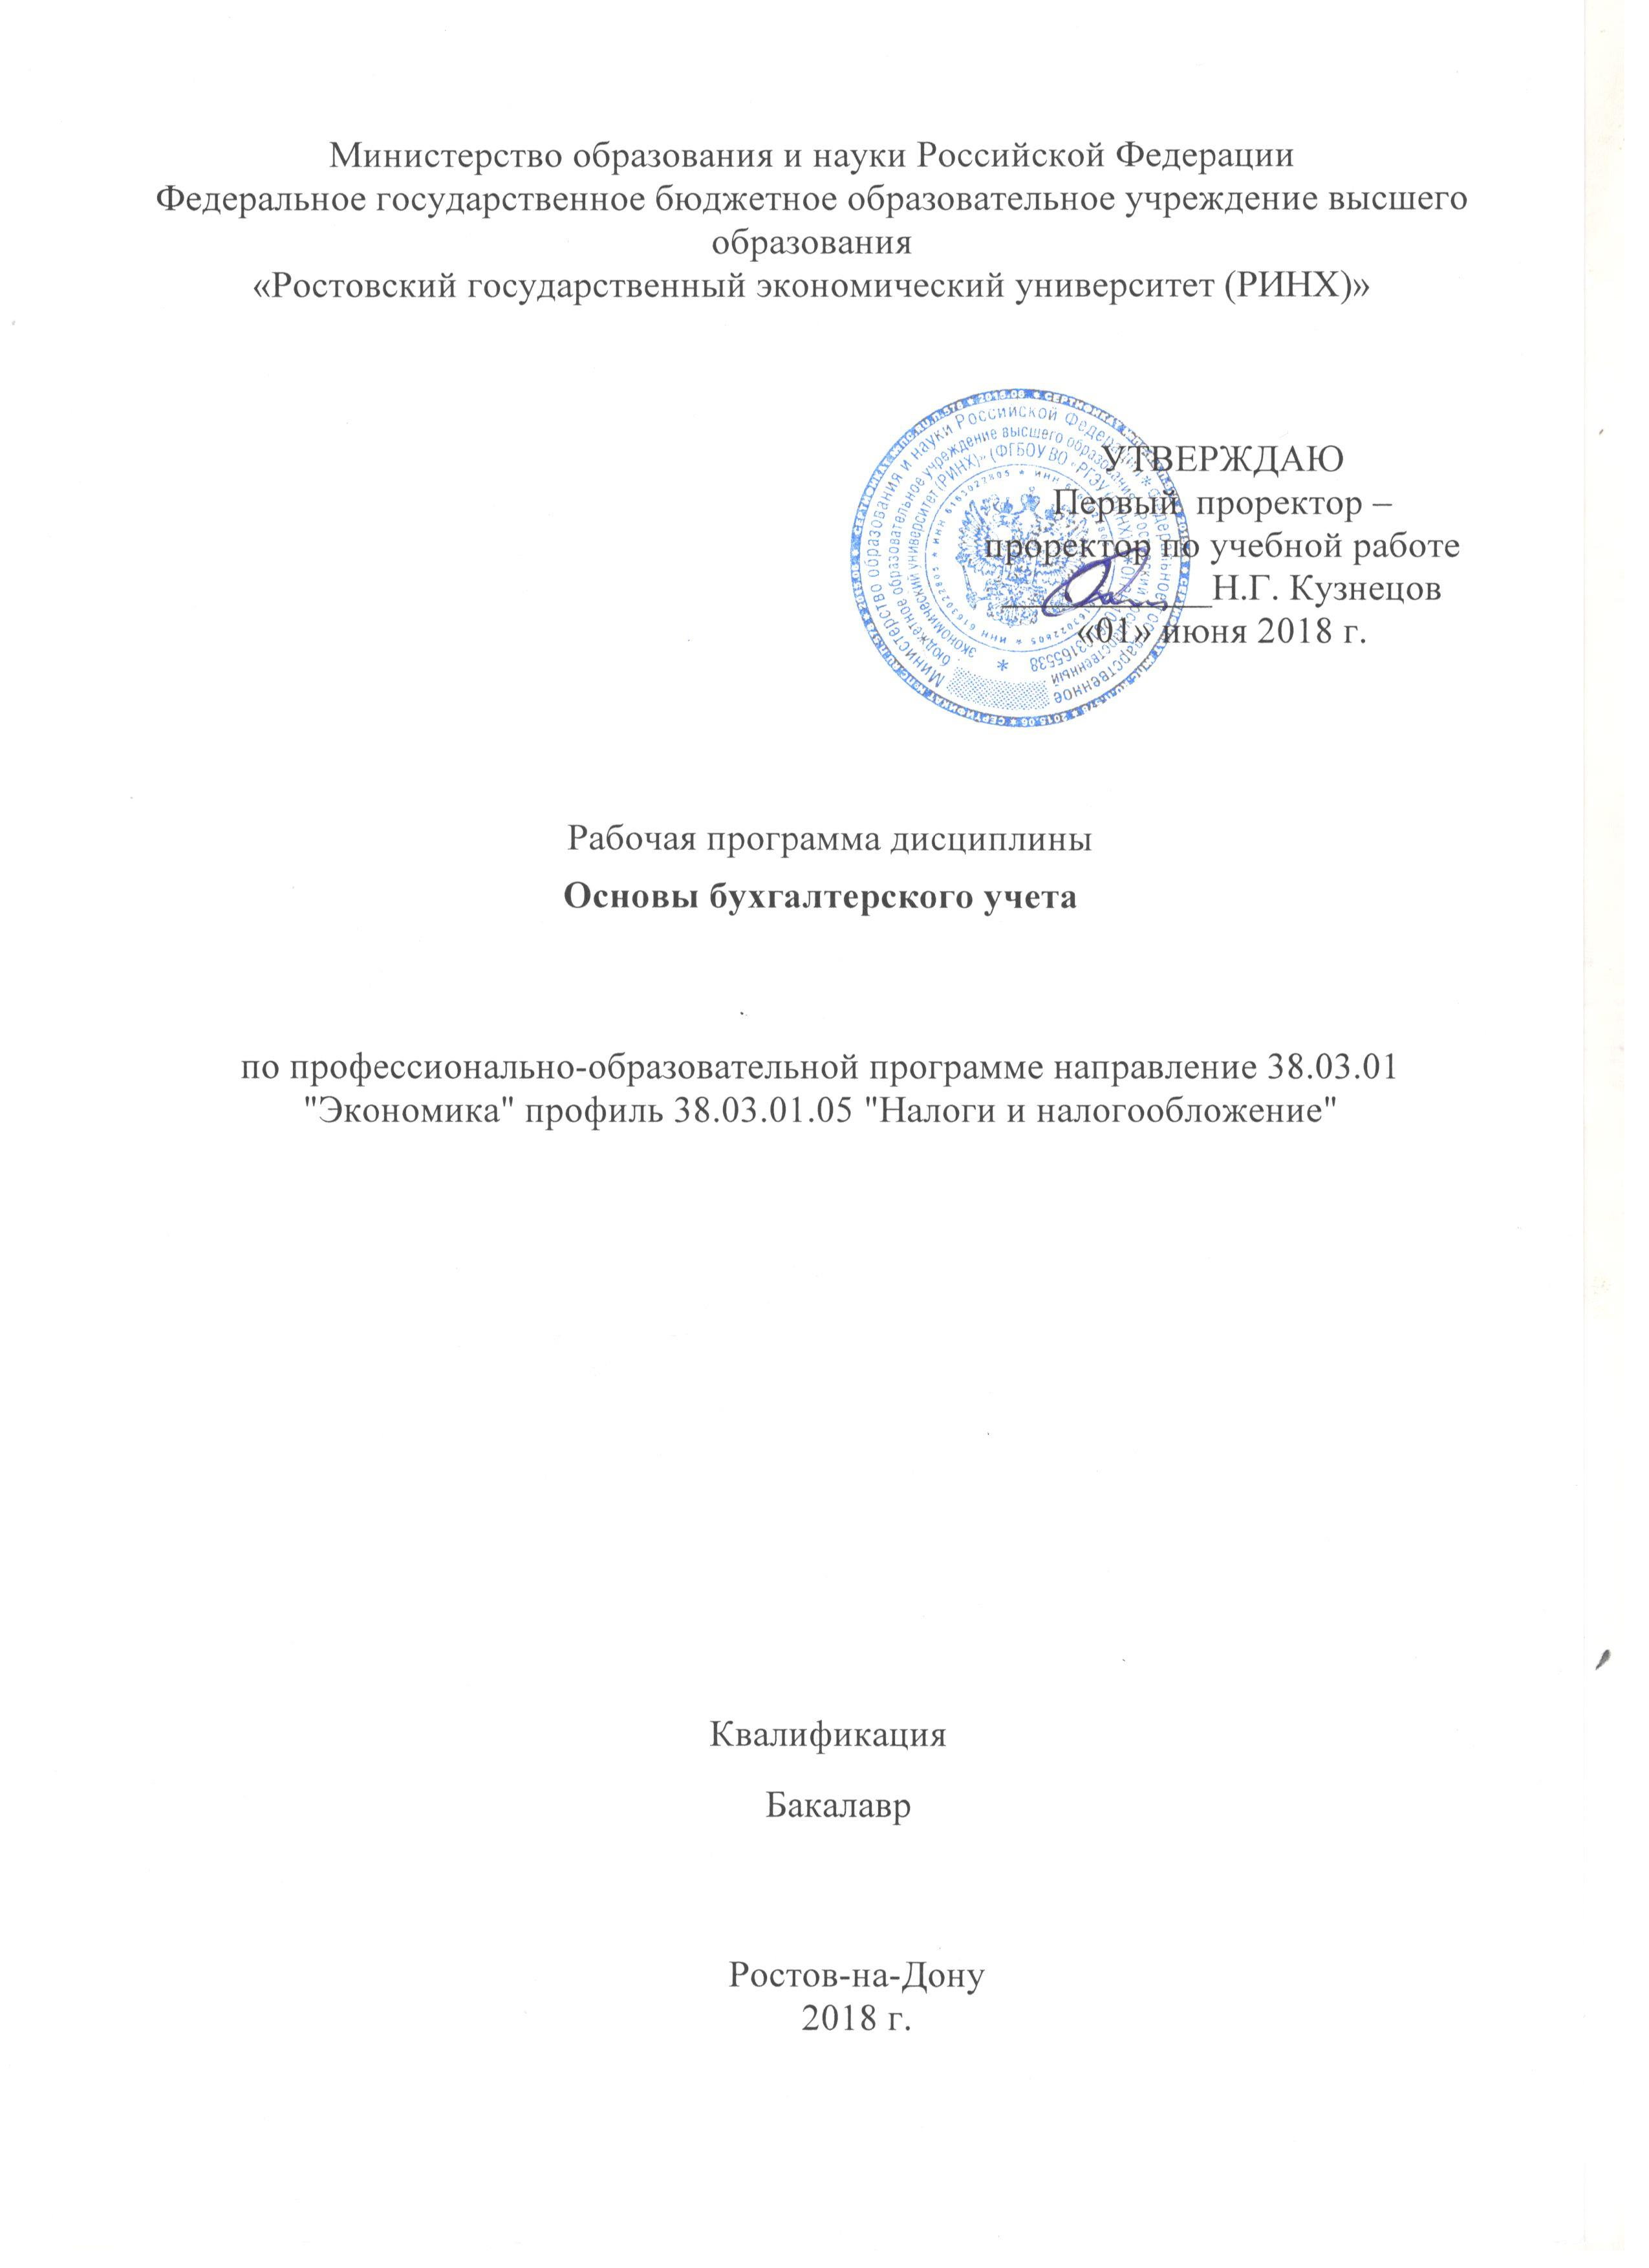 Министерство образования и науки Российской Федерации
Федеральное государственное бюджетное образовательное учреждение высшего
образования
«Ростовский государственный экономический университет (РИНХ)»
УТВЕРЖДАЮ
Первый проректор –
проректор по учебной работе
Н.Г. Кузнецов
«01» июня 2018 г.
Рабочая программа дисциплины
Основы бухгалтерского учета
по профессионально-образовательной программе направление 38.03.01
"Экономика" профиль 38.03.01.05 "Налоги и налогообложение"
Квалификация
Бакалавр
Ростов-на-Дону
2018 г.